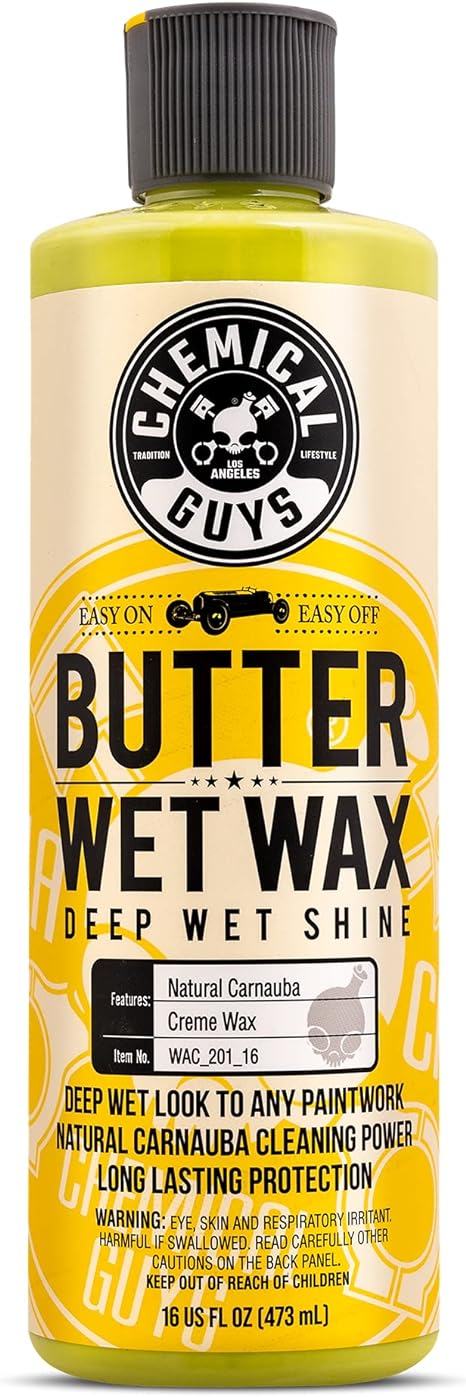 CHEMICAL
TRADITION
LIFESTYLE
®
LOS
ANGELES
GUYS
EASY ON EASY OFF
BUTTER
WET WAX
DEEP WET SHINE
Features: Natural Carnauba
Creme Wax
Item No. WAC_201_16
DEEP WET LOOK TO ANY PAINTWORK
NATURAL CARNAUBA CLEANING POWER
LONG LASTING PROTECTION
WARNING: EYE, SKIN AND RESPIRATORY IRRITANT.
HARMFUL IF SWALLOWED. READ CAREFULLY OTHER
CAUTIONS ON THE BACK PANEL.
KEEP OUT OF REACH OF CHILDREN
16 US FL OZ (473 mL)
CHEMICAL
GUYS